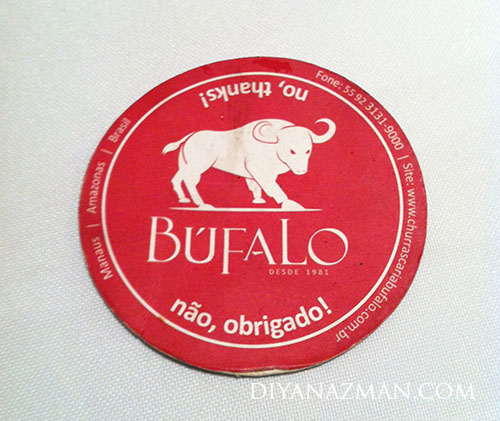 no, thanks!
Manaus | Amazonas | Brasil
Fone: 55 92 3131-9000 | Site: www.churrascariabufalo.com.br
BÚFALO
DESDE 1981
não, obrigado!
DIYANAZMAN.COM